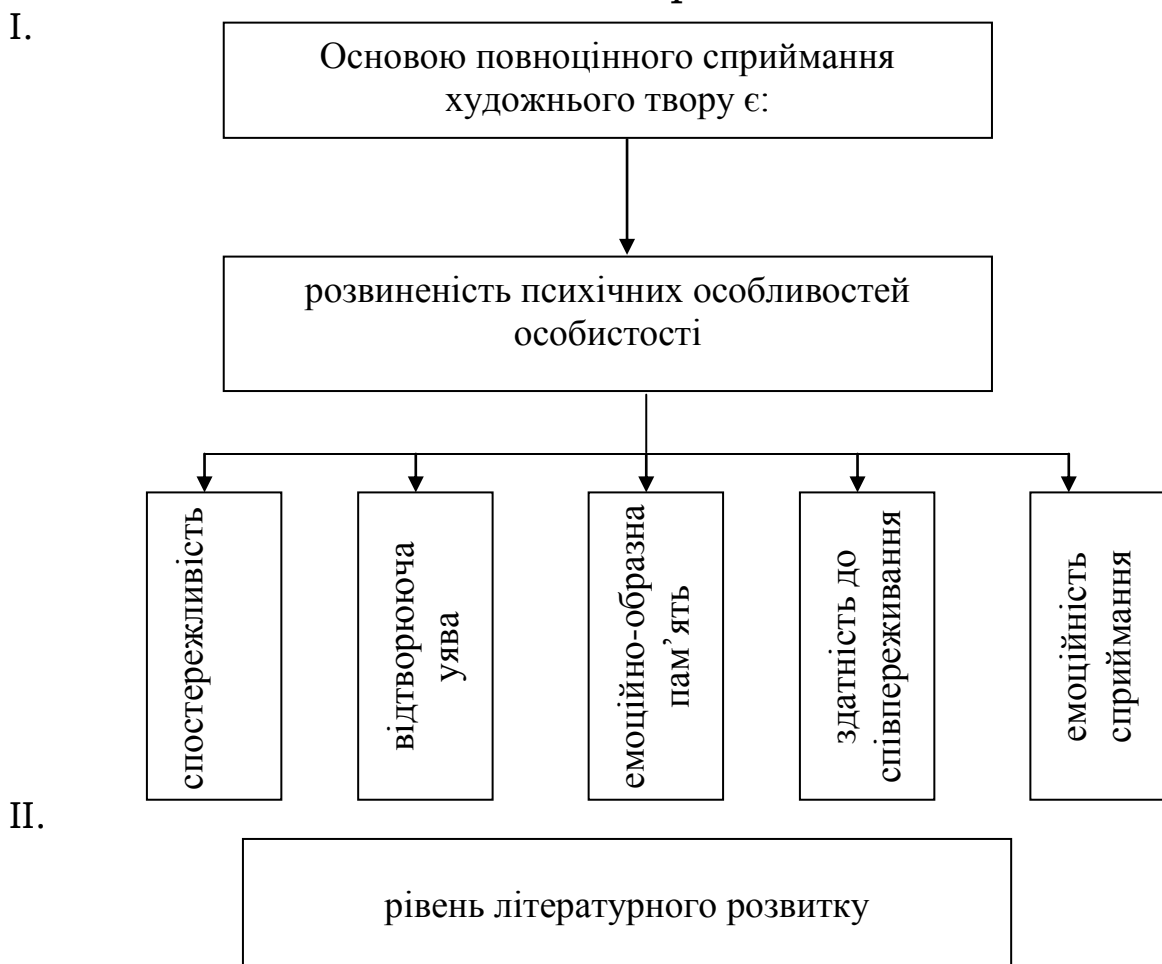 I.
Основою повноцінного сприймання
художнього твору є:
розвиненість психічних особливостей
особистості
спостережливість
відтворююча
уява
емоційно-образна
пам’ять
здатність до
співпереживання
емоційність
сприймання
II.
рівень літературного розвитку